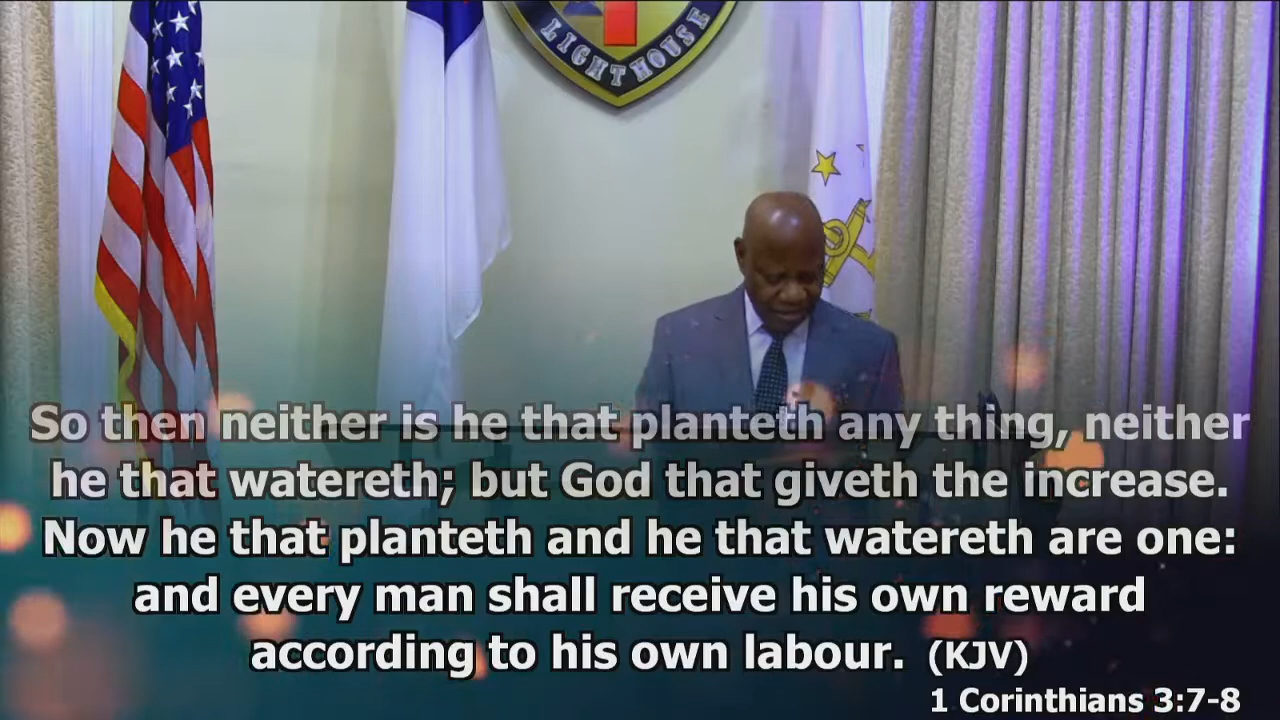 LIGHT HOUSE
So then neither is he that planteth any thing, neither
he that watereth; but God that giveth the increase.
Now he that planteth and he that watereth are one:
and every man shall receive his own reward
according to his own labour. (KJV)
1 Corinthians 3:7-8